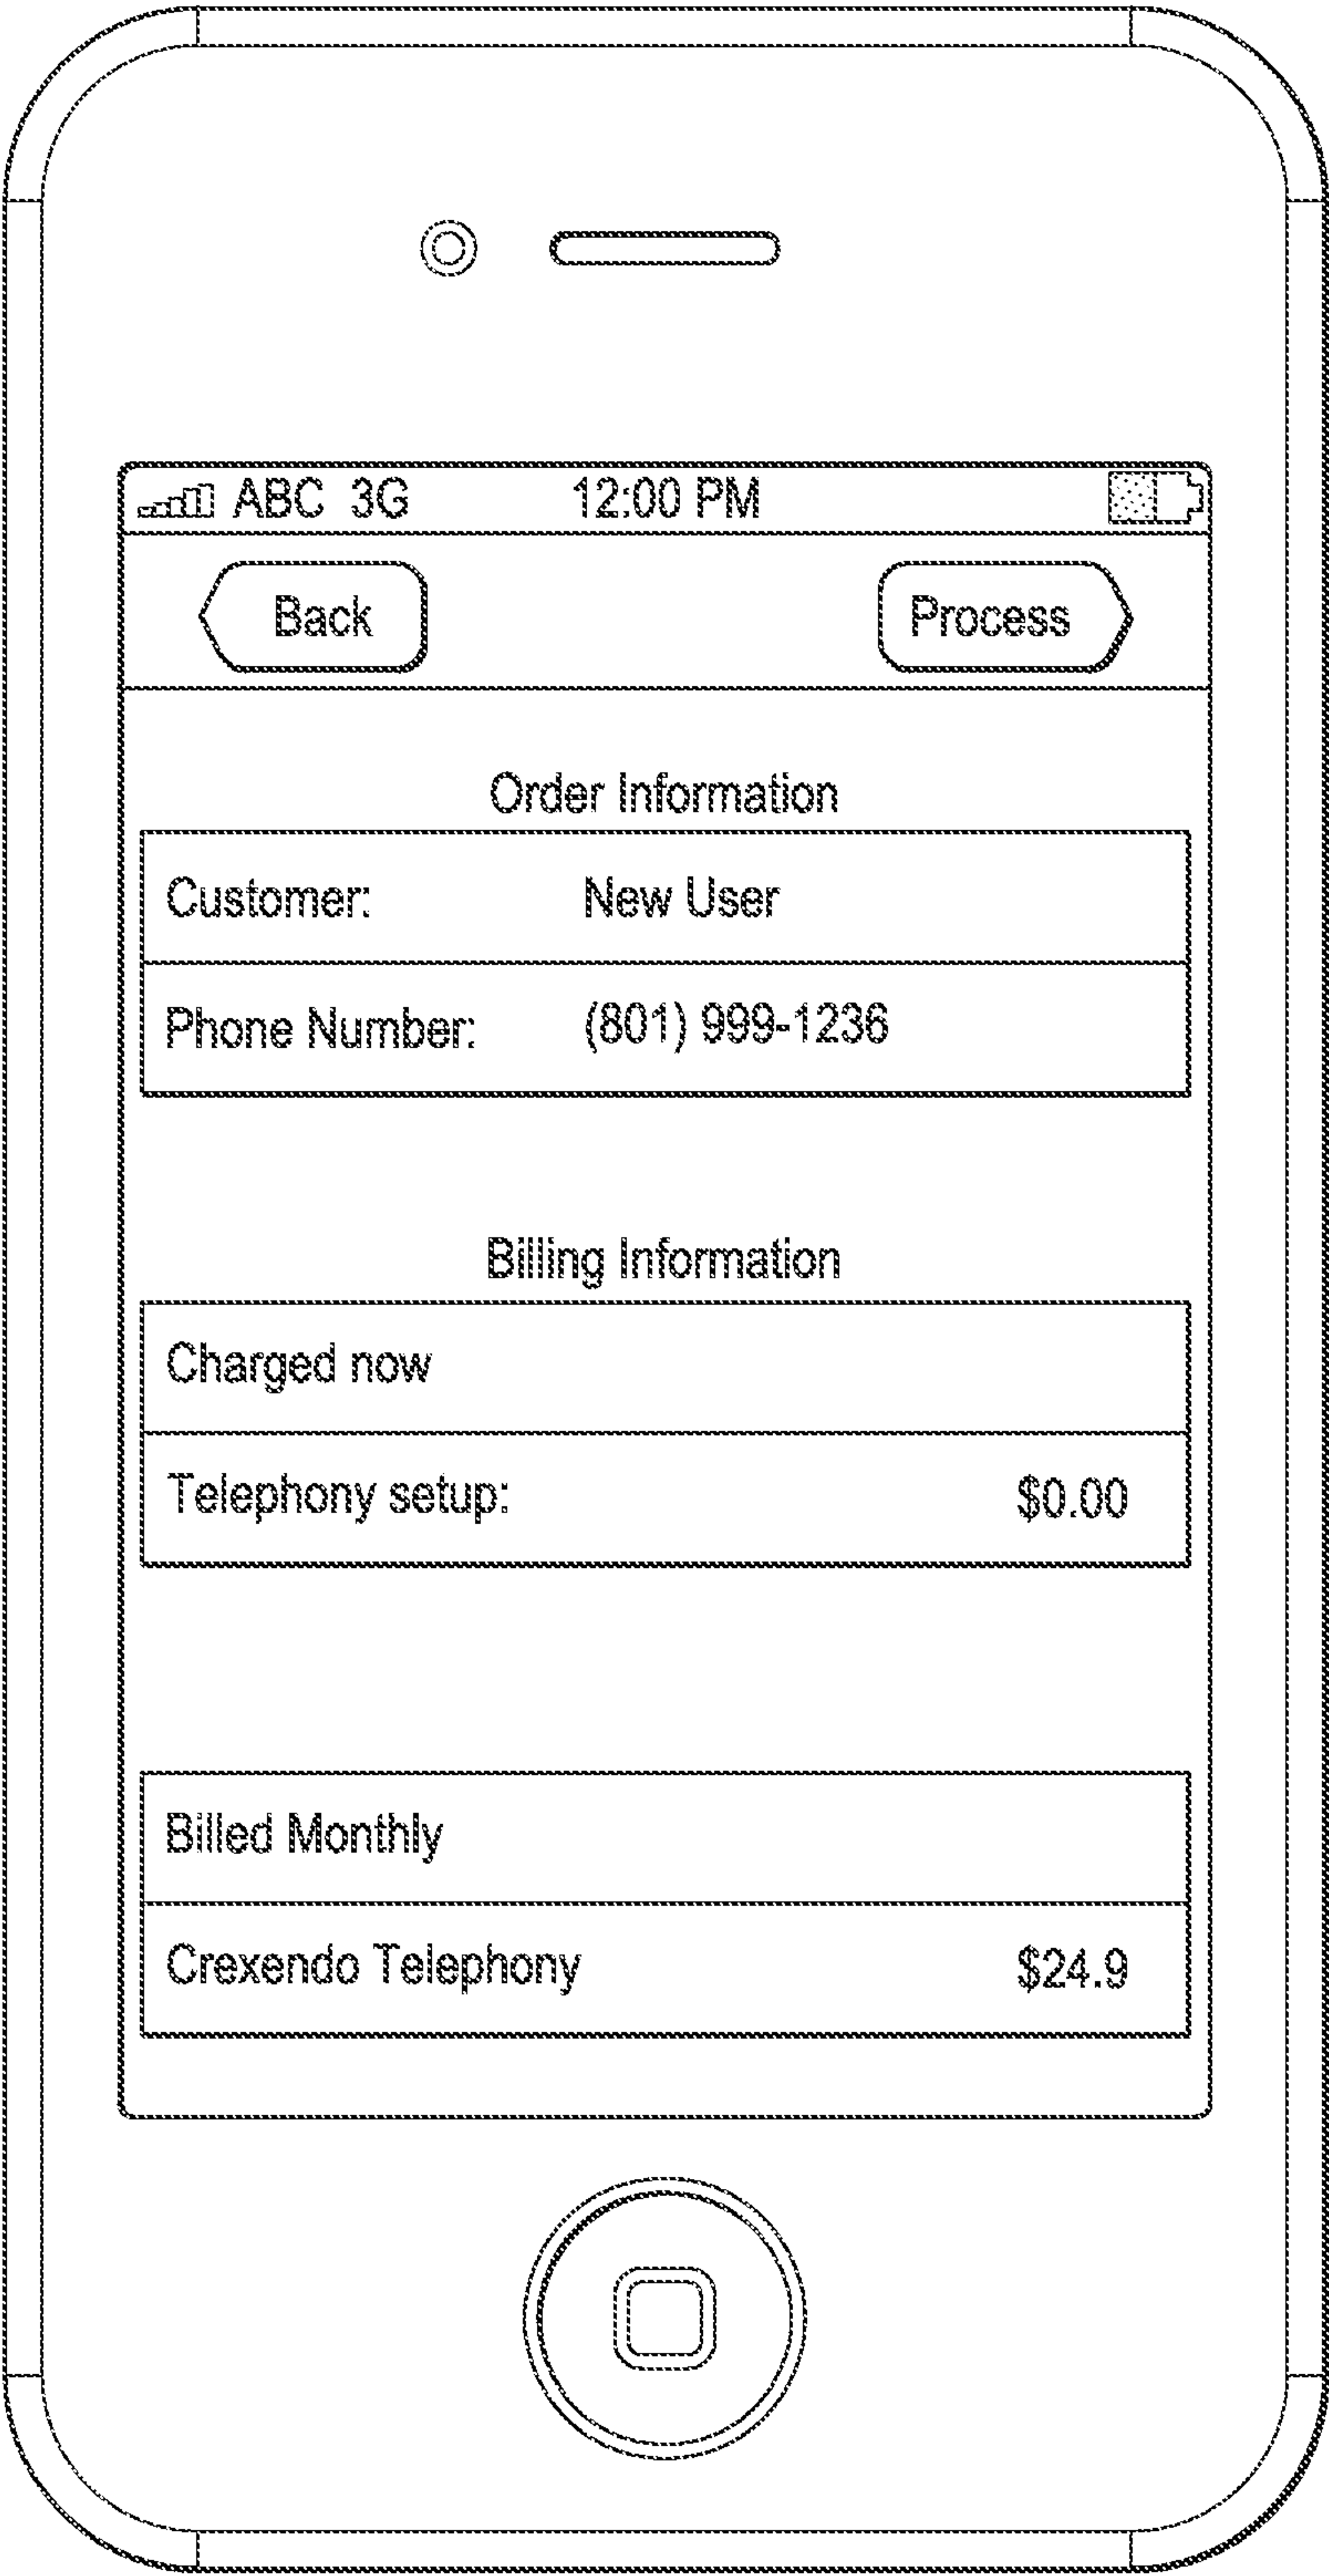 ABC 3G 12:00 PM
Back Process
Order Information
Customer: New User
Phone Number: (801) 999-1236
Billing Information
Charged now
Telephony setup: $0.00
Billed Monthly
Crexendo Telephony $24.9